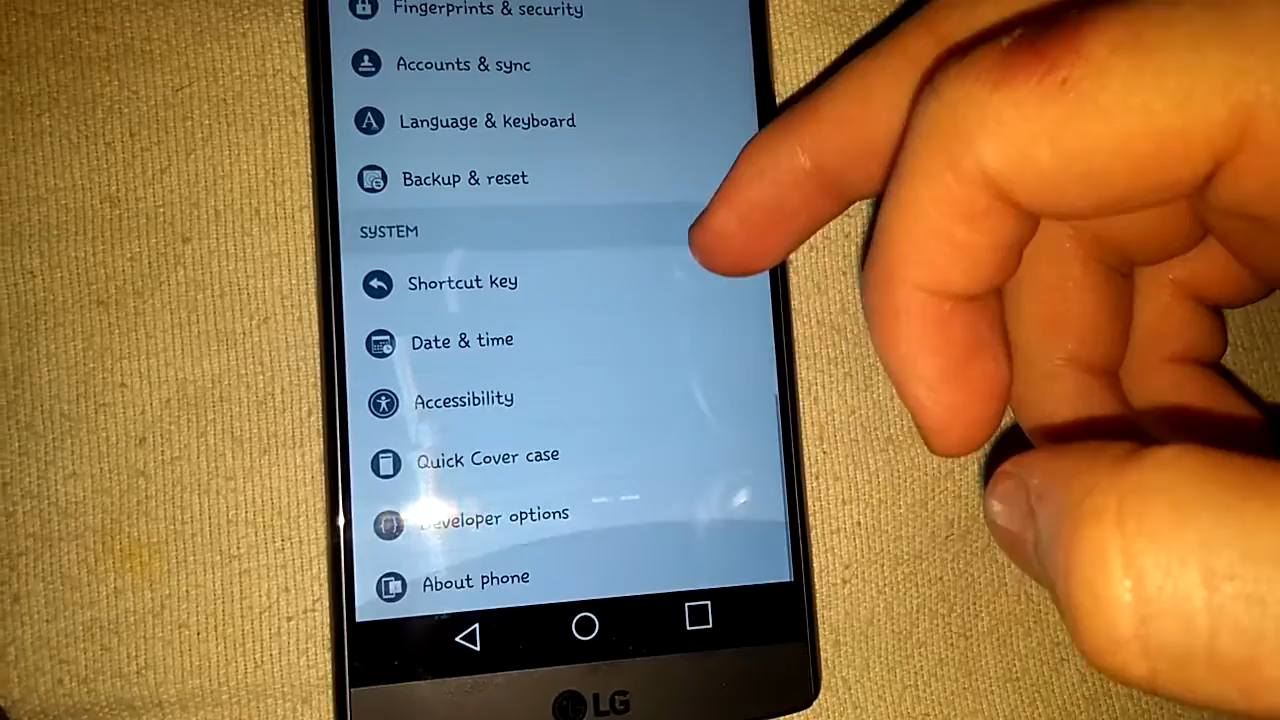 Fingerprints & security
Accounts & sync
Language & keyboard
Backup & reset
SYSTEM
Shortcut key
Date & time
Accessibility
Quick Cover case
Developer options
About phone
LG